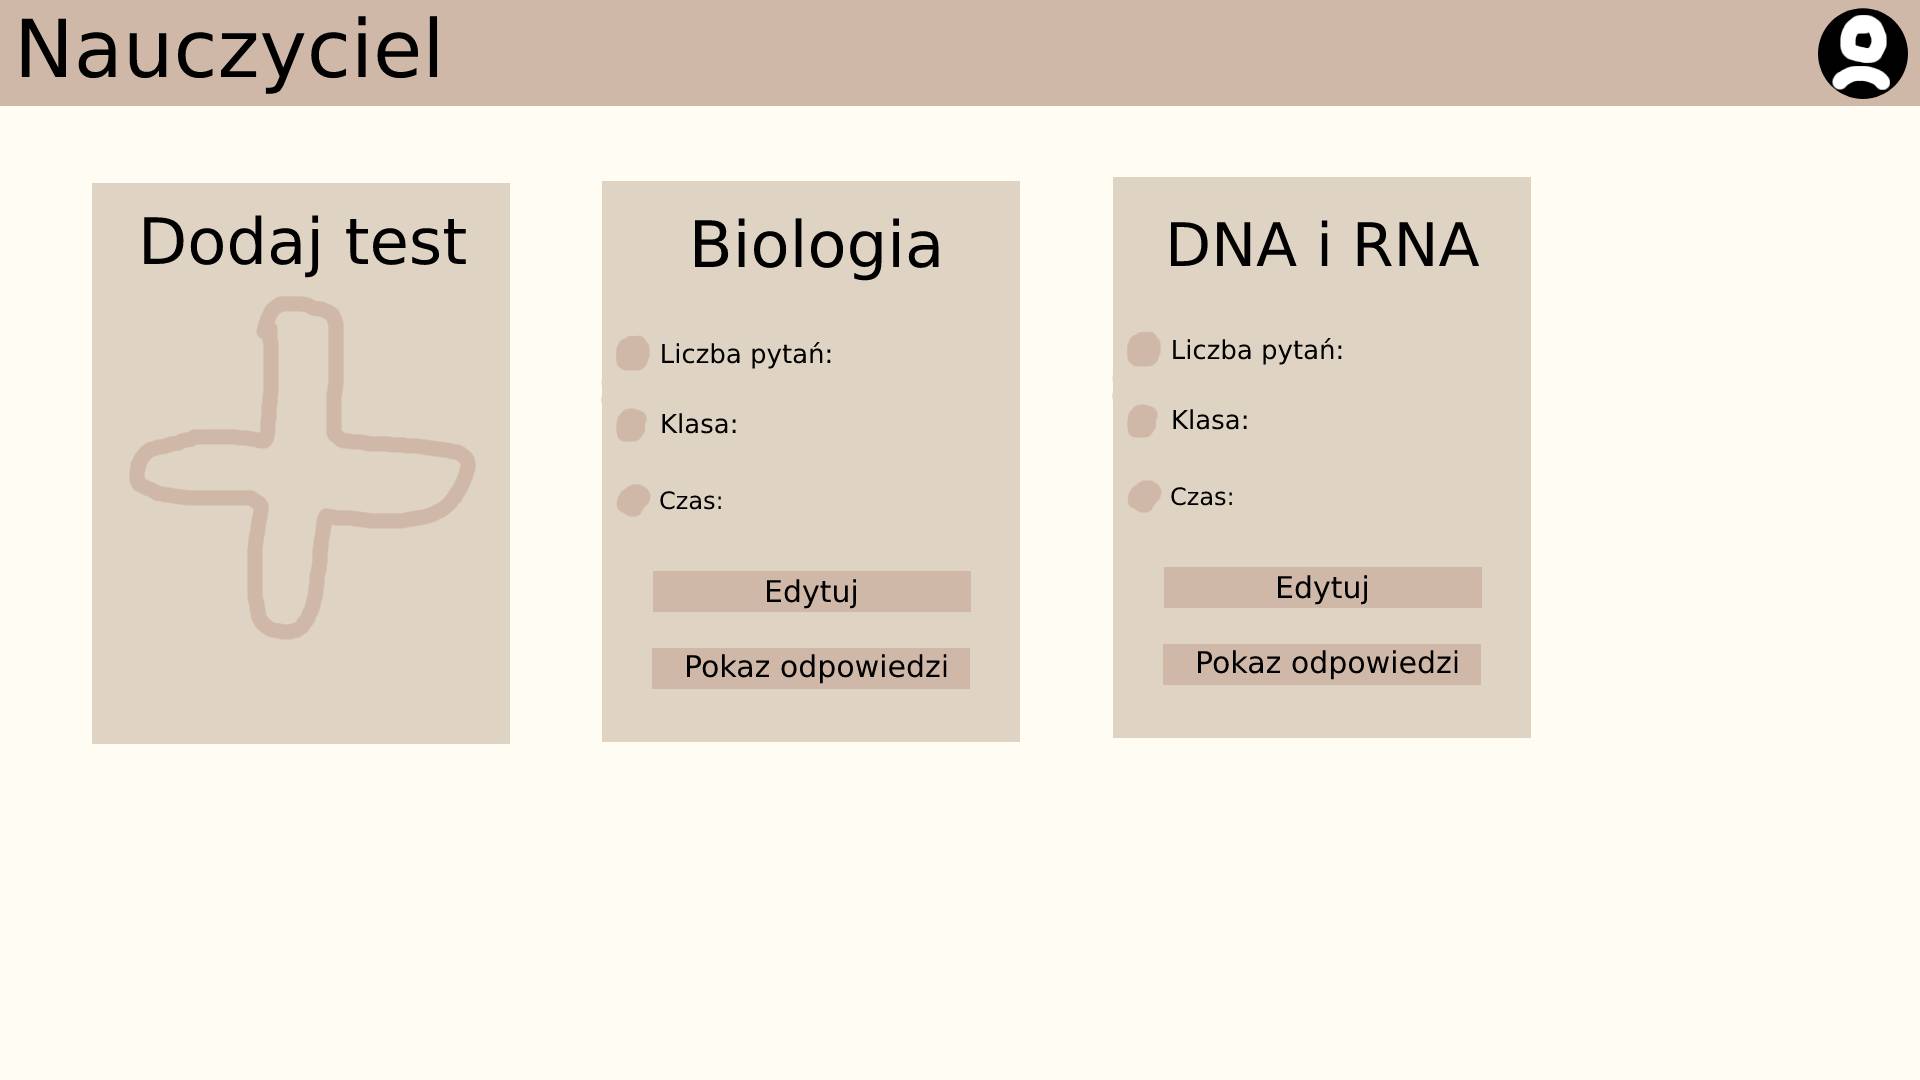 Nauczyciel
Dodaj test
Biologia
Liczba pytań:
Klasa:
Czas:
Edytuj
Pokaz odpowiedzi
DNA i RNA
Liczba pytań:
Klasa:
Czas:
Edytuj
Pokaz odpowiedzi